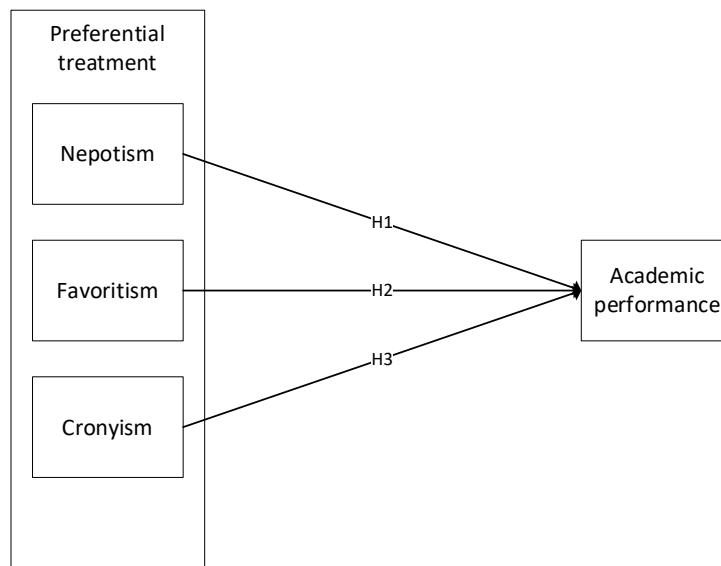 Preferential
treatment
Nepotism
H1
Favoritism
H2
Academic
performance
H3
Cronyism